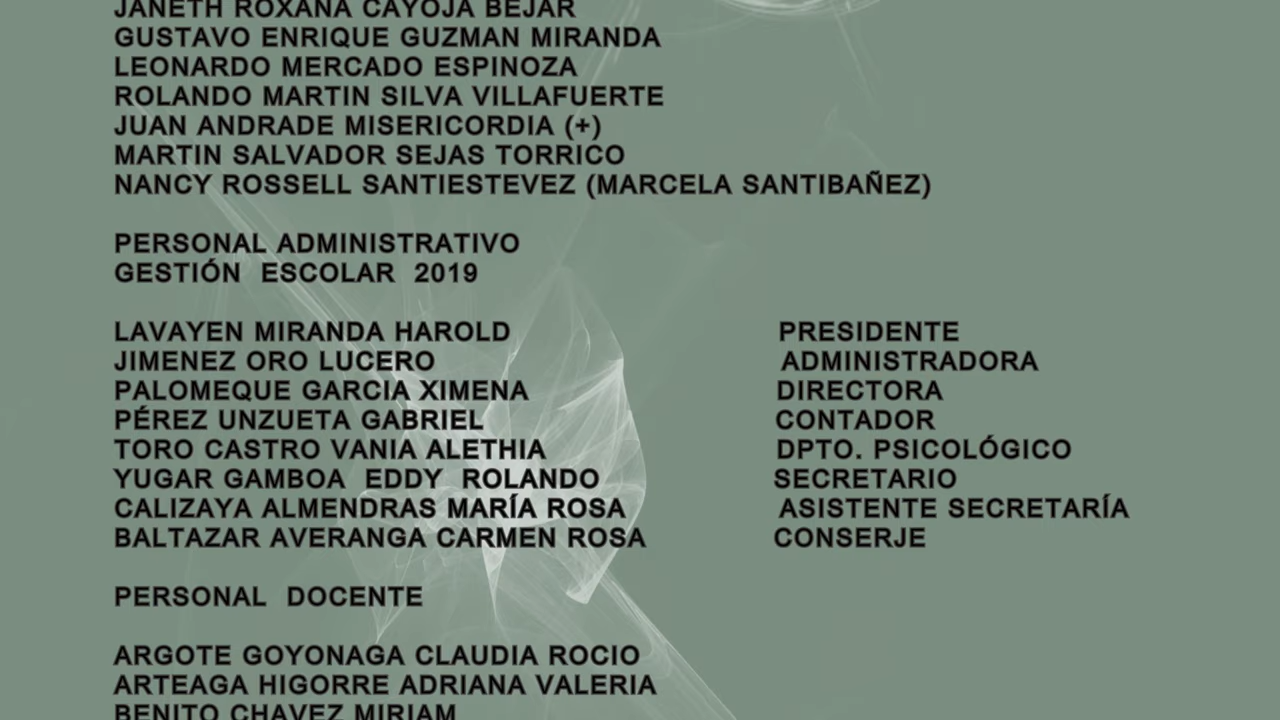 JANETH ROXANA CAYOJA BEJAR
GUSTAVO ENRIQUE GUZMAN MIRANDA
LEONARDO MERCADO ESPINOZA
ROLANDO MARTIN SILVA VILLAFUERTE
JUAN ANDRADE MISERICORDIA (+)
MARTIN SALVADOR SEJAS TORRICO
NANCY ROSSELL SANTIESTEVEZ (MARCELA SANTIBAÑEZ)
PERSONAL ADMINISTRATIVO
GESTIÓN ESCOLAR 2019
LAVAYEN MIRANDA HAROLD PRESIDENTE
JIMENEZ ORO LUCERO ADMINISTRADORA
PALOMEQUE GARCIA XIMENA DIRECTORA
PÉREZ UNZUETA GABRIEL CONTADOR
TORO CASTRO VANIA ALETHIA DPTO. PSICOLÓGICO
YUGAR GAMBOA EDDY ROLANDO SECRETARIO
CALIZAYA ALMENDRAS MARÍA ROSA ASISTENTE SECRETARÍA
BALTAZAR AVERANGA CARMEN ROSA CONSERJE
PERSONAL DOCENTE
ARGOTE GOYONAGA CLAUDIA ROCIO
ARTEAGA HIGORRE ADRIANA VALERIA
BENITO CHAVEZ MIRIAM